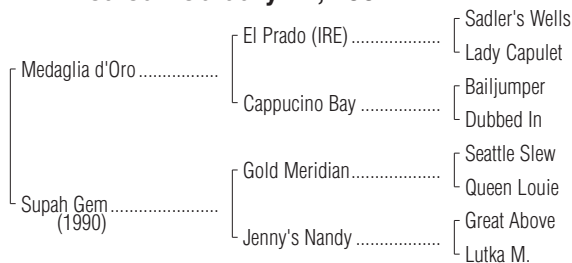 El Prado (IRE) ..................... Sadler's Wells
Lady Capulet
Medaglia d'Oro ................
Cappucino Bay .................. Bailjumper
Dubbed In
Gold Meridian .................... Seattle Slew
Queen Louie
Supah Gem ........................
(1990)
Jenny's Nandy ................... Great Above
Lutka M.